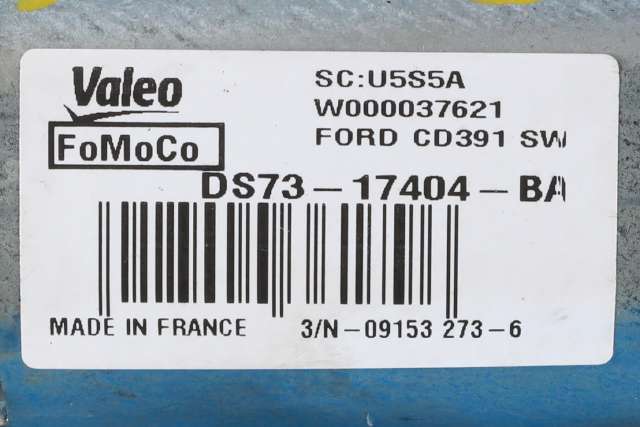 Valeo
FoMoCo
SC:U5S5A
W000037621
FORD CD391 SW
DS73-17404-BA
MADE IN FRANCE 3/N-09153 273-6